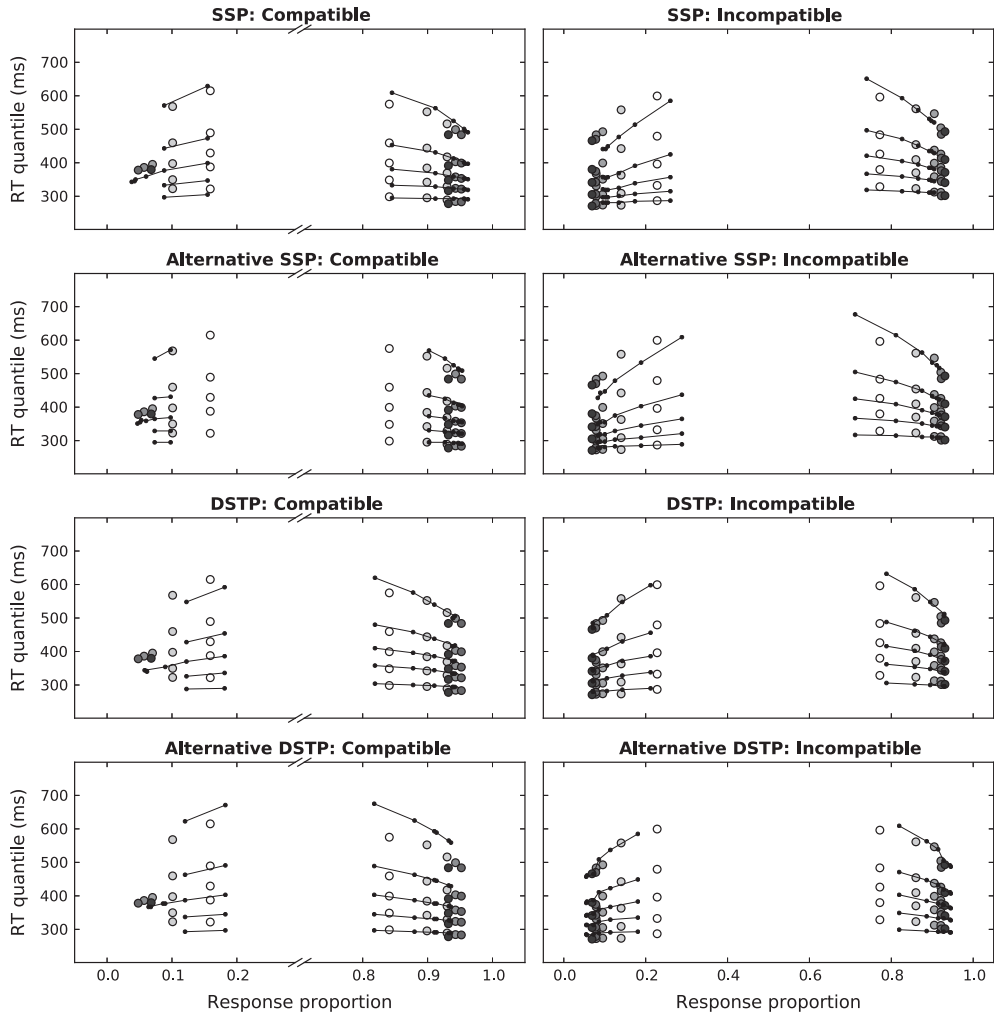 SSP: Compatible
SSP: Incompatible
RT quantile (ms)
700
600
500
400
300
Alternative SSP: Compatible
Alternative SSP: Incompatible
RT quantile (ms)
700
600
500
400
300
DSTP: Compatible
DSTP: Incompatible
RT quantile (ms)
700
600
500
400
300
Alternative DSTP: Compatible
Alternative DSTP: Incompatible
RT quantile (ms)
700
600
500
400
300
0.0 0.1 0.2 0.8 0.9 1.0
0.0 0.2 0.4 0.6 0.8 1.0
Response proportion
Response proportion